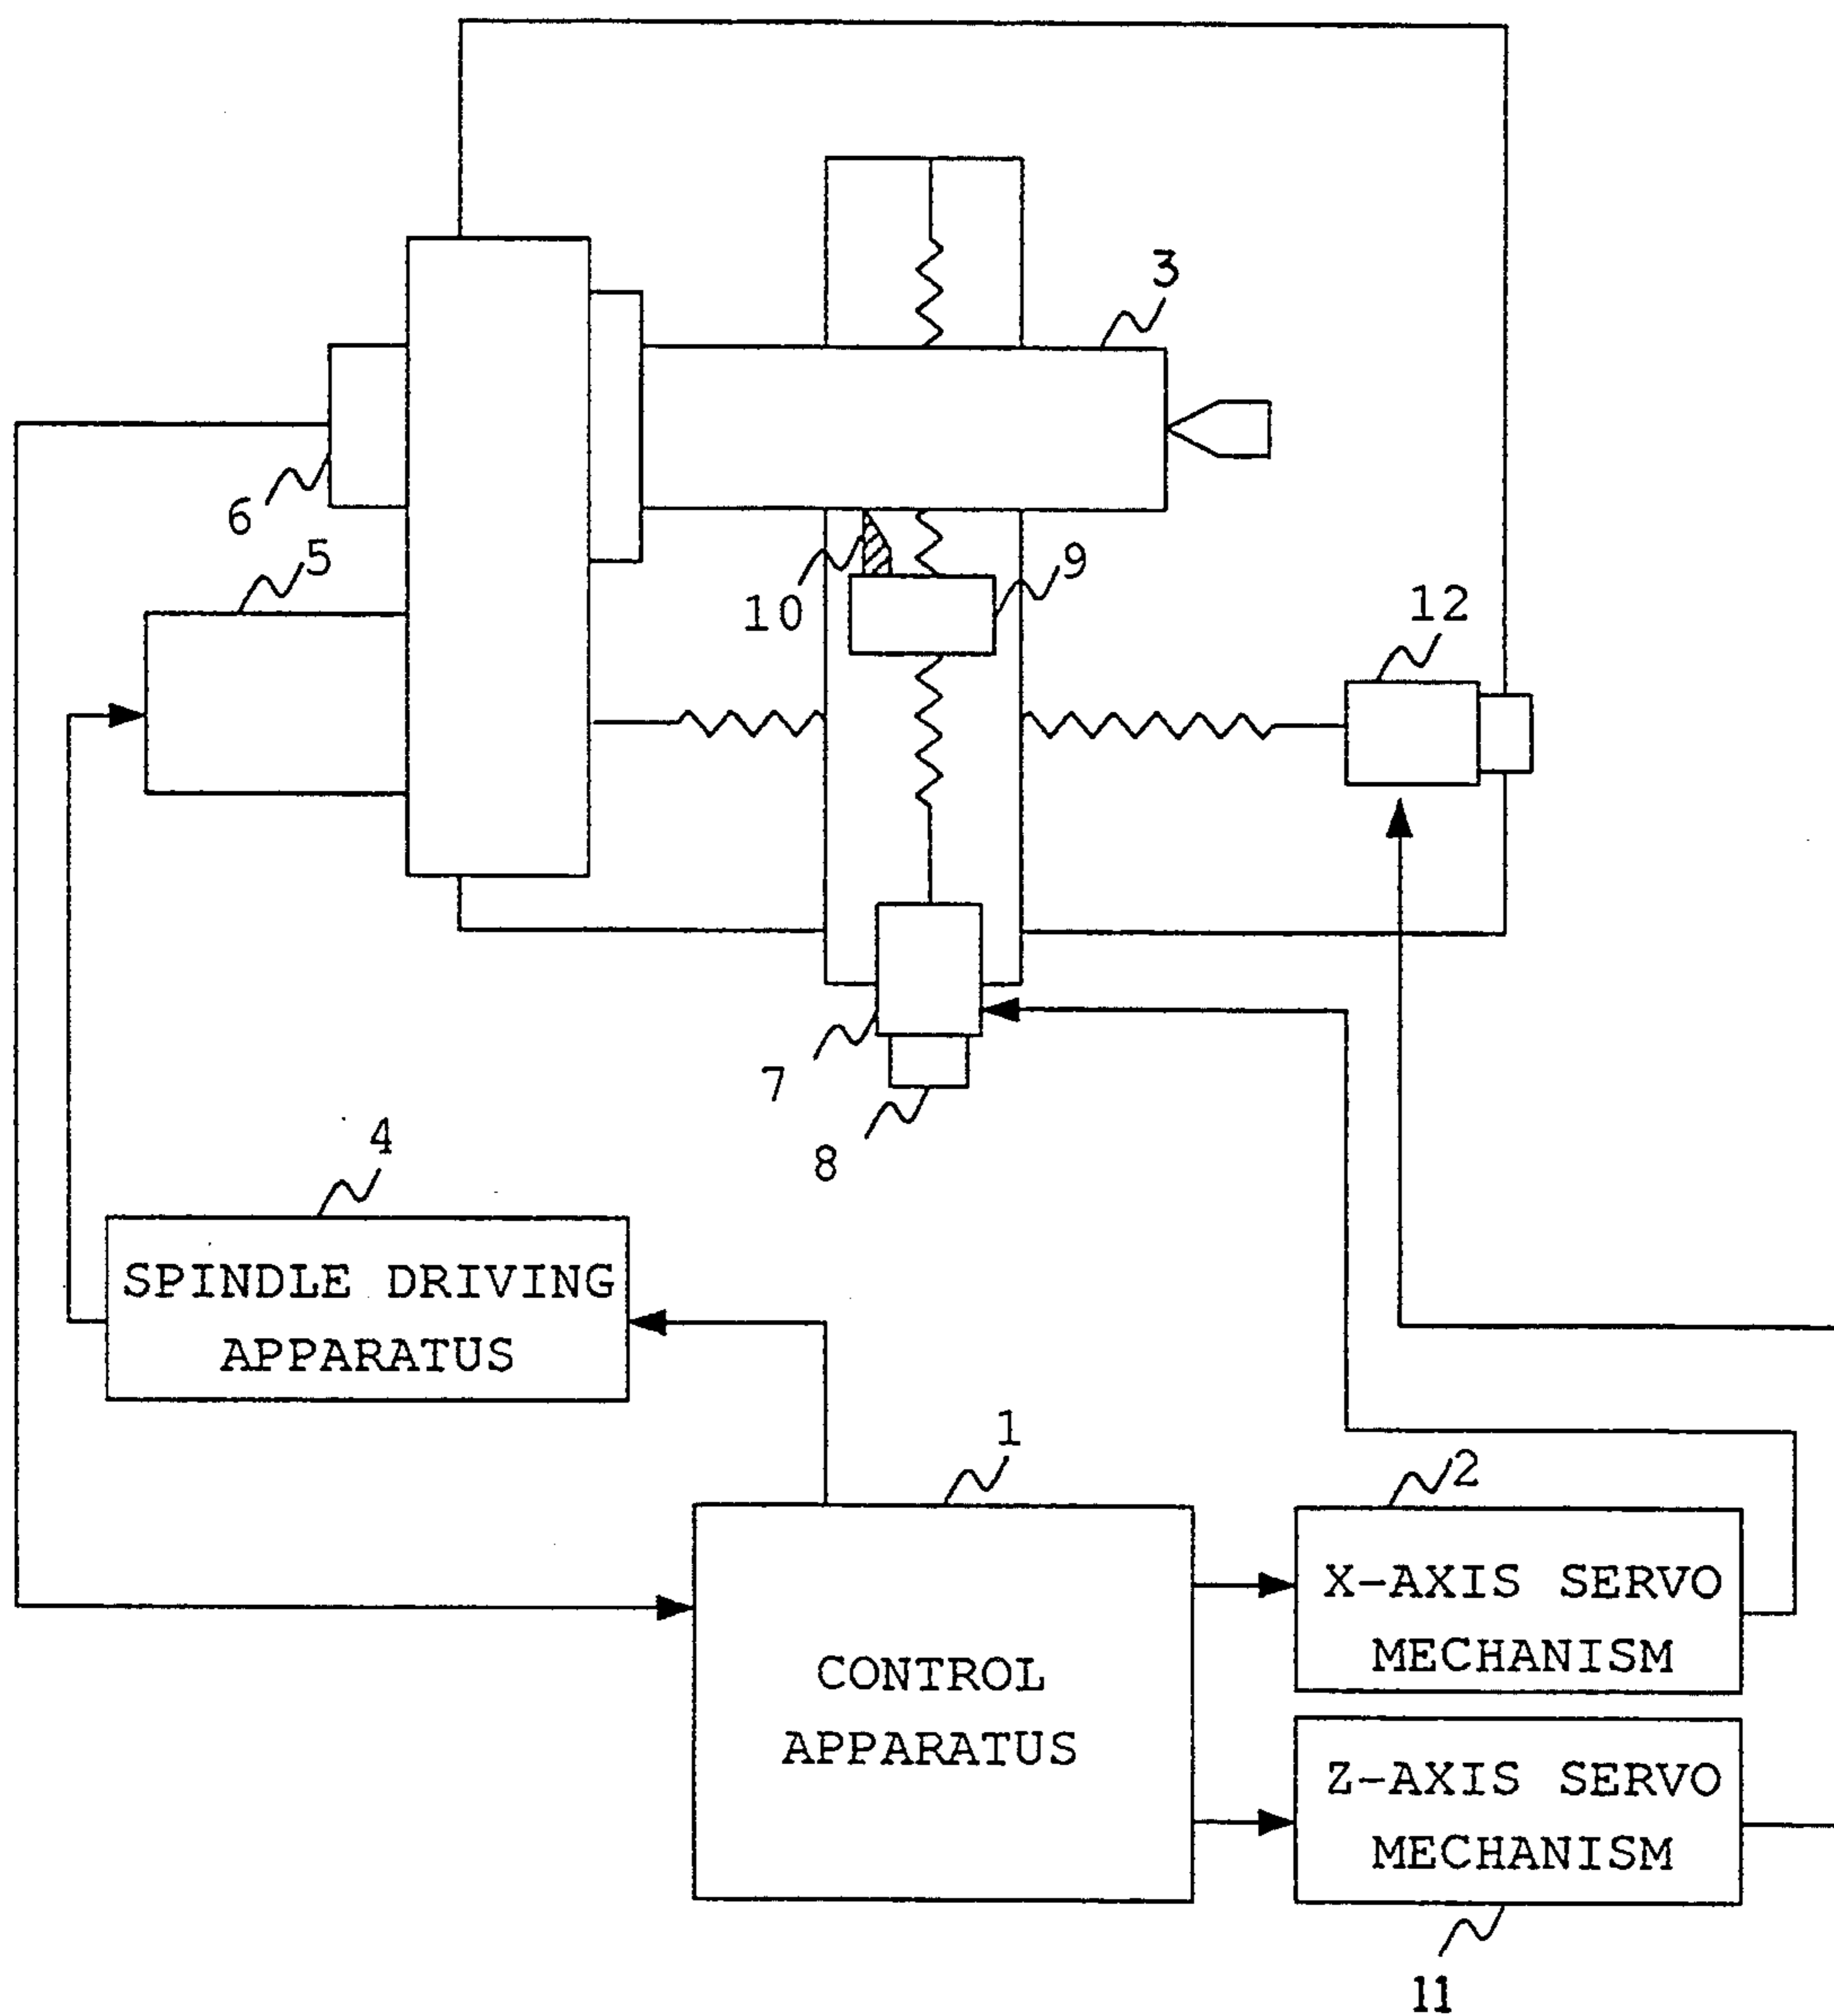 3
6
5
10
9
12
7
8
4
SPINDLE DRIVING
APPARATUS
1
2
CONTROL
APPARATUS
X-AXIS SERVO
MECHANISM
Z-AXIS SERVO
MECHANISM
11